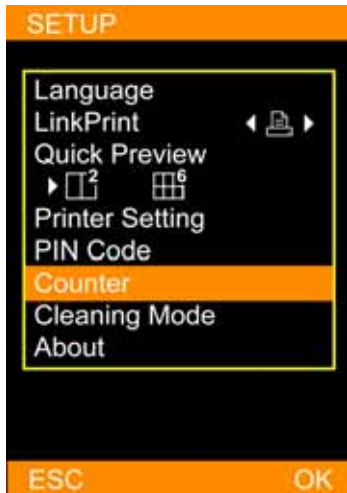 SETUP
Language
LinkPrint
Quick Preview
2 6
Printer Setting
PIN Code
Counter
Cleaning Mode
About
ESC OK